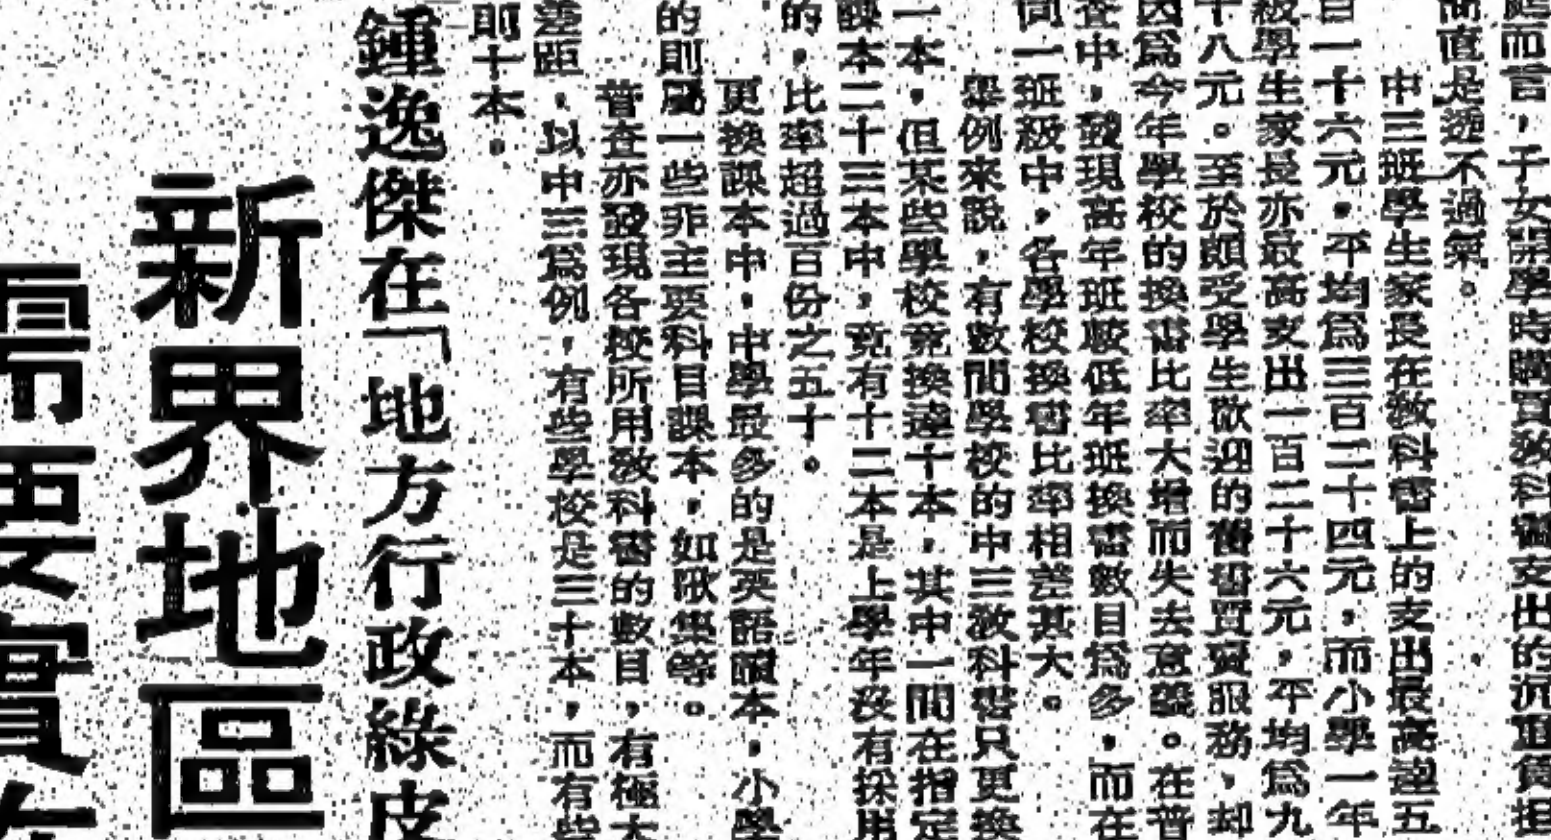 庭而言，子女開學時購買教科書支出的沉重負担
簡直是透不過氣。
中三班學生家長在教科書上的支出最高達五
百一十六元，平均爲三百二十四元，而小學一年
級學生家長亦最高支出一百二十六元，平均爲九
十八元。至於頗受學生歡迎的舊書買賣服務，却
因爲今年學校的換書比率大增而失去意義。在普
查中，發現高年班較低年班換書數目爲多，而在
同一班級中，各學校換書比率相差甚大。
舉例來說，有數間學校的中三教科書只更換
一本，但某些學校竟換達十本，其中一間在指定
課本二十三本中，竟有十二本是上學年沒有採用
的，比率超過百份之五十。
更換課本中，中學最多的是英語讀本，小學
的則屬一些非主要科目課本，如歌集等。
普查亦發現各校所用教科書的數目，有極大
差距，以中三爲例，有些學校是三十本，而有些
則十本。
鍾逸傑在「地方行政綠皮
新界地區
需要實在